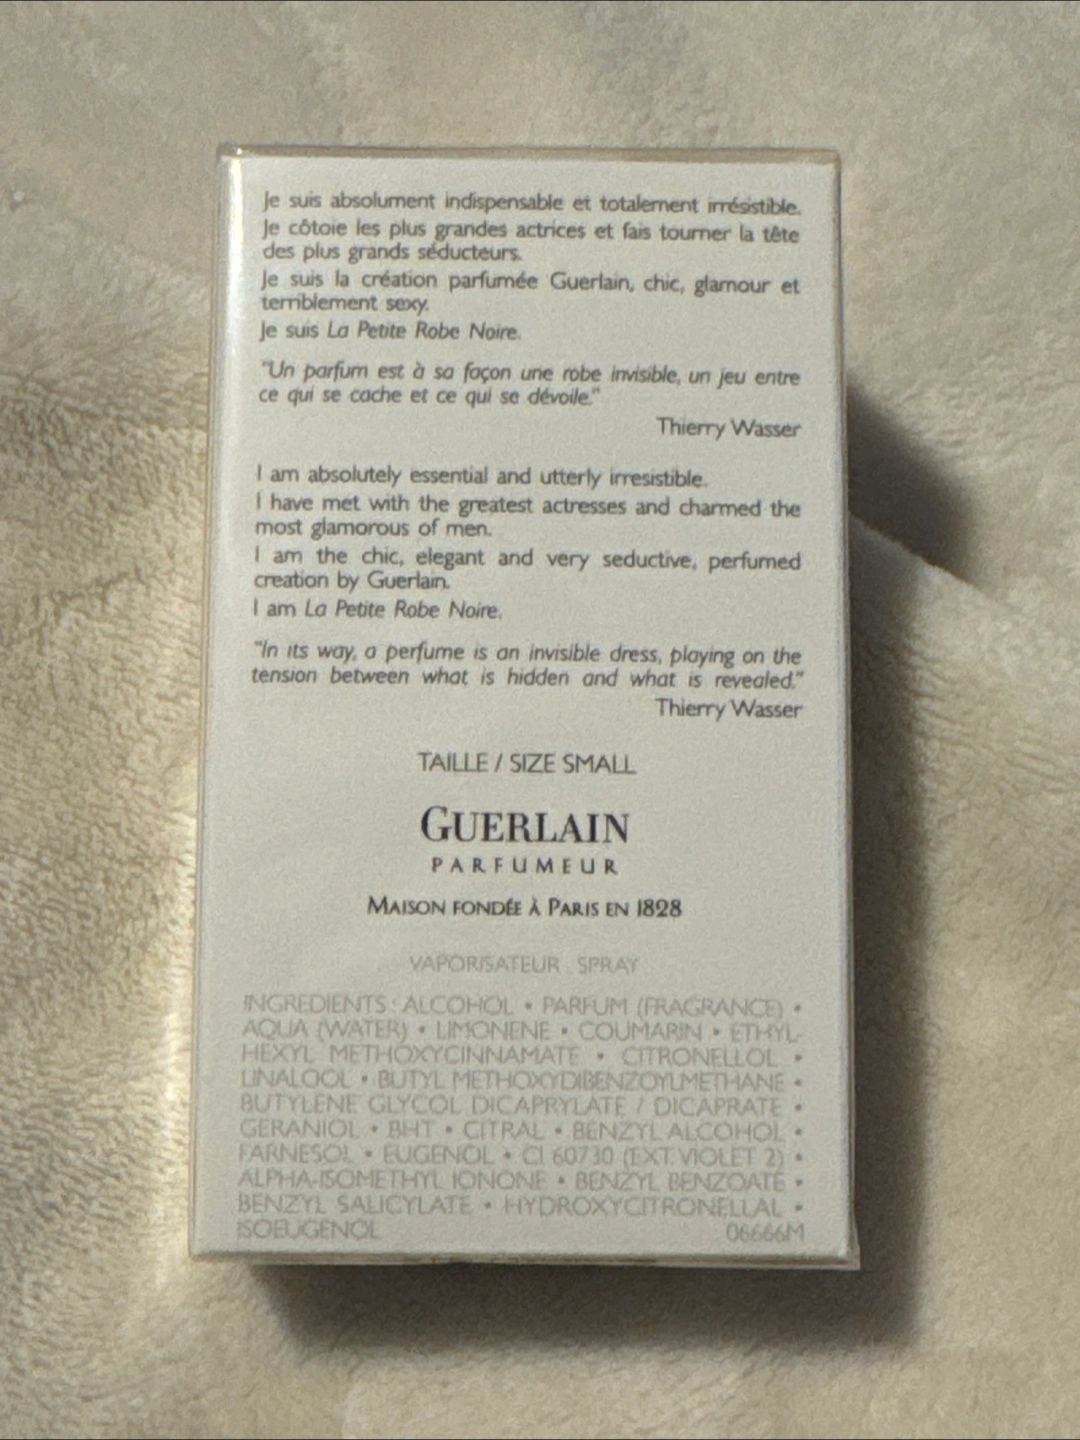 Je suis absolument indispensable et totalement irrésistible.
Je côtoie les plus grandes actrices et fais tourner la tête
des plus grands séducteurs.
Je suis la création parfumée Guerlain, chic, glamour et
terriblement sexy.
Je suis La Petite Robe Noire.
"Un parfum est à sa façon une robe invisible, un jeu entre
ce qui se cache et ce qui se dévoile."
Thierry Wasser
I am absolutely essential and utterly irresistible.
I have met with the greatest actresses and charmed the
most glamorous of men.
I am the chic, elegant and very seductive, perfumed
creation by Guerlain.
I am La Petite Robe Noire.
"In its way, a perfume is an invisible dress, playing on the
tension between what is hidden and what is revealed."
Thierry Wasser
TAILLE / SIZE SMALL
GUERLAIN
PARFUMEUR
MAISON FONDÉE À PARIS EN 1828
VAPORISATEUR SPRAY
INGREDIENTS : ALCOHOL • PARFUM (FRAGRANCE) •
AQUA (WATER) • LIMONENE • COUMARIN • ETHYL-
HEXYL METHOXYCINNAMATE • CITRONELLOL •
LINALOOL • BUTYL METHOXYDIBENZOYLMETHANE •
BUTYLENE GLYCOL DICAPRYLATE / DICAPRATE •
GERANIOL • BHT • CITRAL • BENZYL ALCOHOL •
FARNESOL • EUGENOL • CI 60730 (EXT. VIOLET 2) •
ALPHA-ISOMETHYL IONONE • BENZYL BENZOATE •
BENZYL SALICYLATE • HYDROXYCITRONELLAL •
ISOEUGENOL 06666M